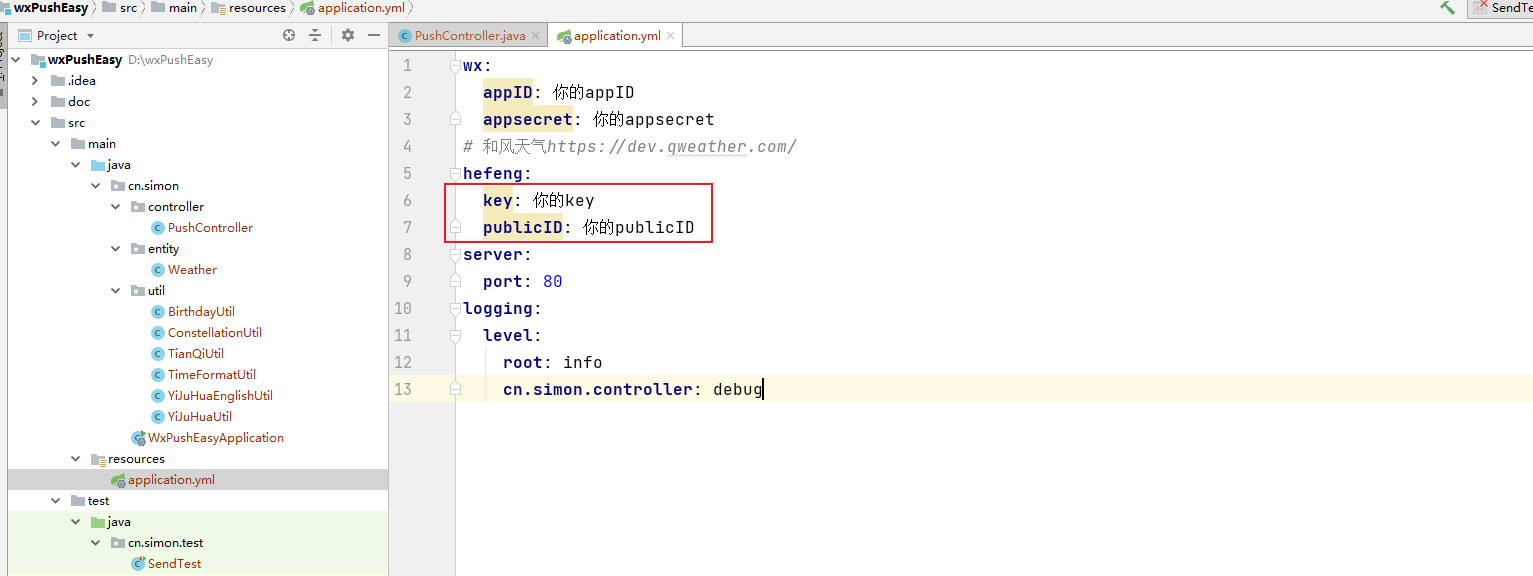 wxPushEasy src main resources application.yml SendTe
Project PushController.java application.yml
wxPushEasy D:\wxPushEasy
.idea
doc
src
main
java
cn.simon
controller
PushController
entity
Weather
util
BirthdayUtil
ConstellationUtil
TianQiUtil
TimeFormatUtil
YiJuHuaEnglishUtil
YiJuHuaUtil
WxPushEasyApplication
resources
application.yml
test
java
cn.simon.test
SendTest
1 wx:
2 appID: 你的appID
3 appsecret: 你的appsecret
4 # 和风天气https://dev.qweather.com/
5 hefeng:
6 key: 你的key
7 publicID: 你的publicID
8 server:
9 port: 80
10 logging:
11 level:
12 root: info
13 cn.simon.controller: debug